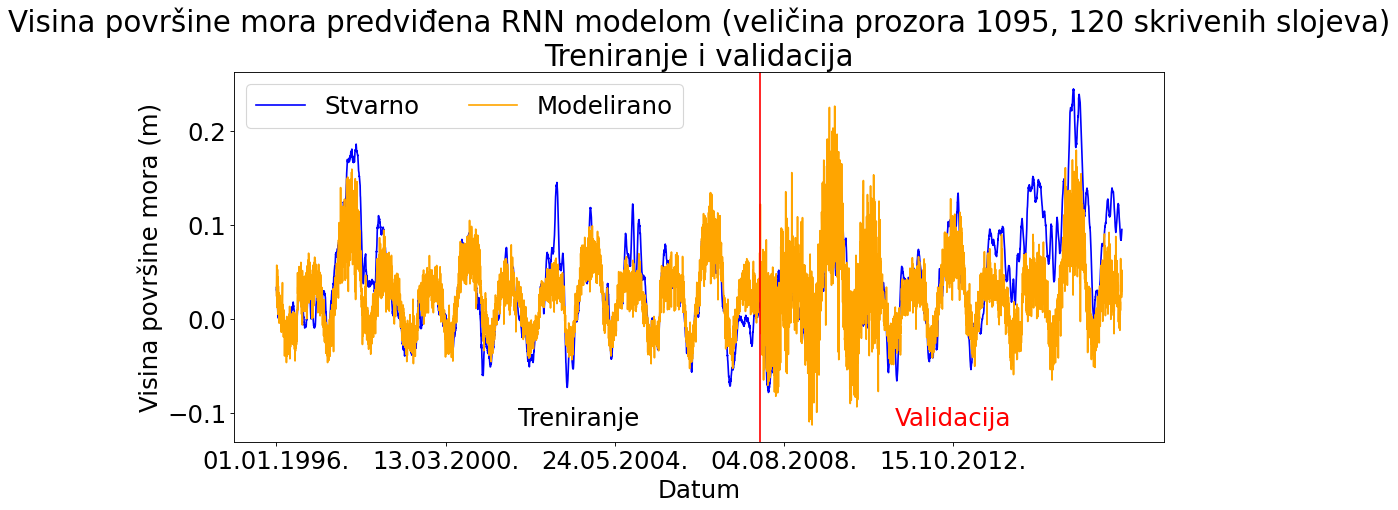 Visina površine mora predviđena RNN modelom (veličina prozora 1095, 120 skrivenih slojeva)
Treniranje i validacija
Stvarno
Modelirano
Visina površine mora (m)
0.2
0.1
0.0
−0.1
Treniranje
Validacija
01.01.1996.
13.03.2000.
24.05.2004.
04.08.2008.
15.10.2012.
Datum